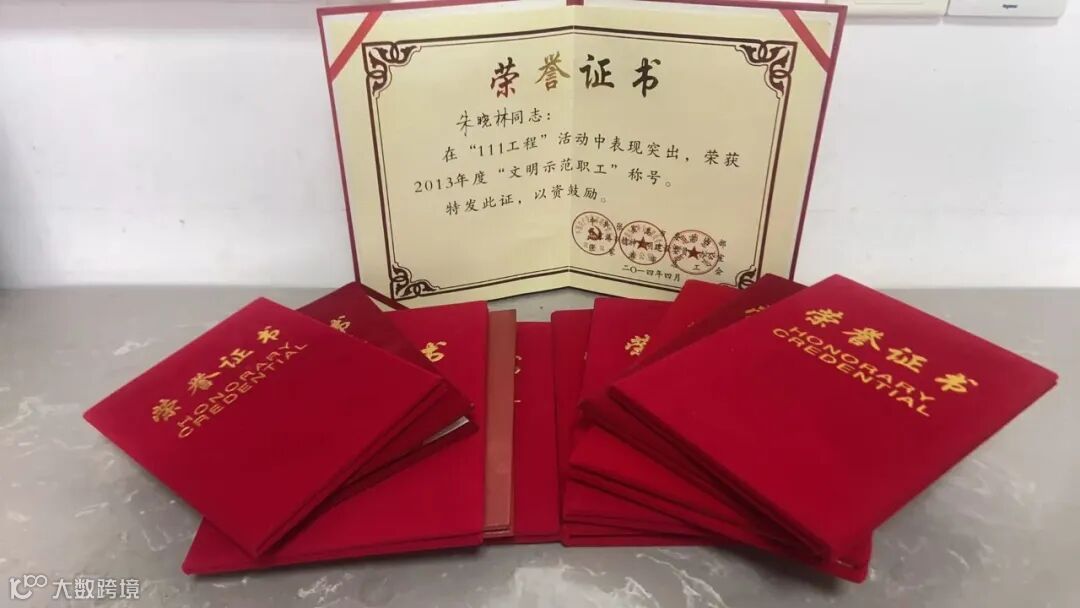 荣誉证书
朱晓林同志：
在“111工程”活动中表现突出，荣获
2013年度“文明示范职工”称号。
特发此证，以资鼓励。
二〇一四年四月
书
书
荣誉证书
HONORARY
CREDENTIAL
荣誉证书
HONORARY
CREDENTIAL
大数跨境